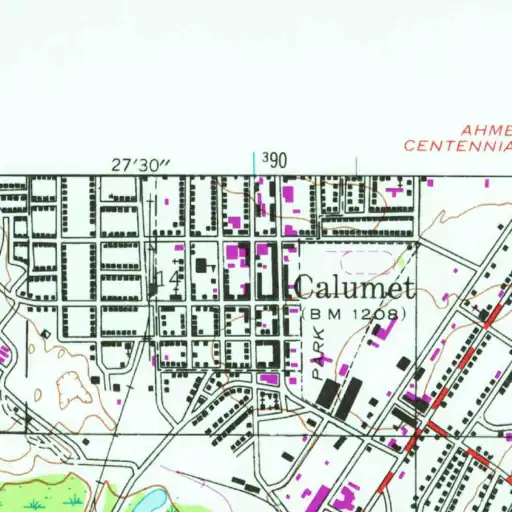 AHME
CENTENNIA
27'30"
³90
14
Calumet
(BM 1208)
PARK